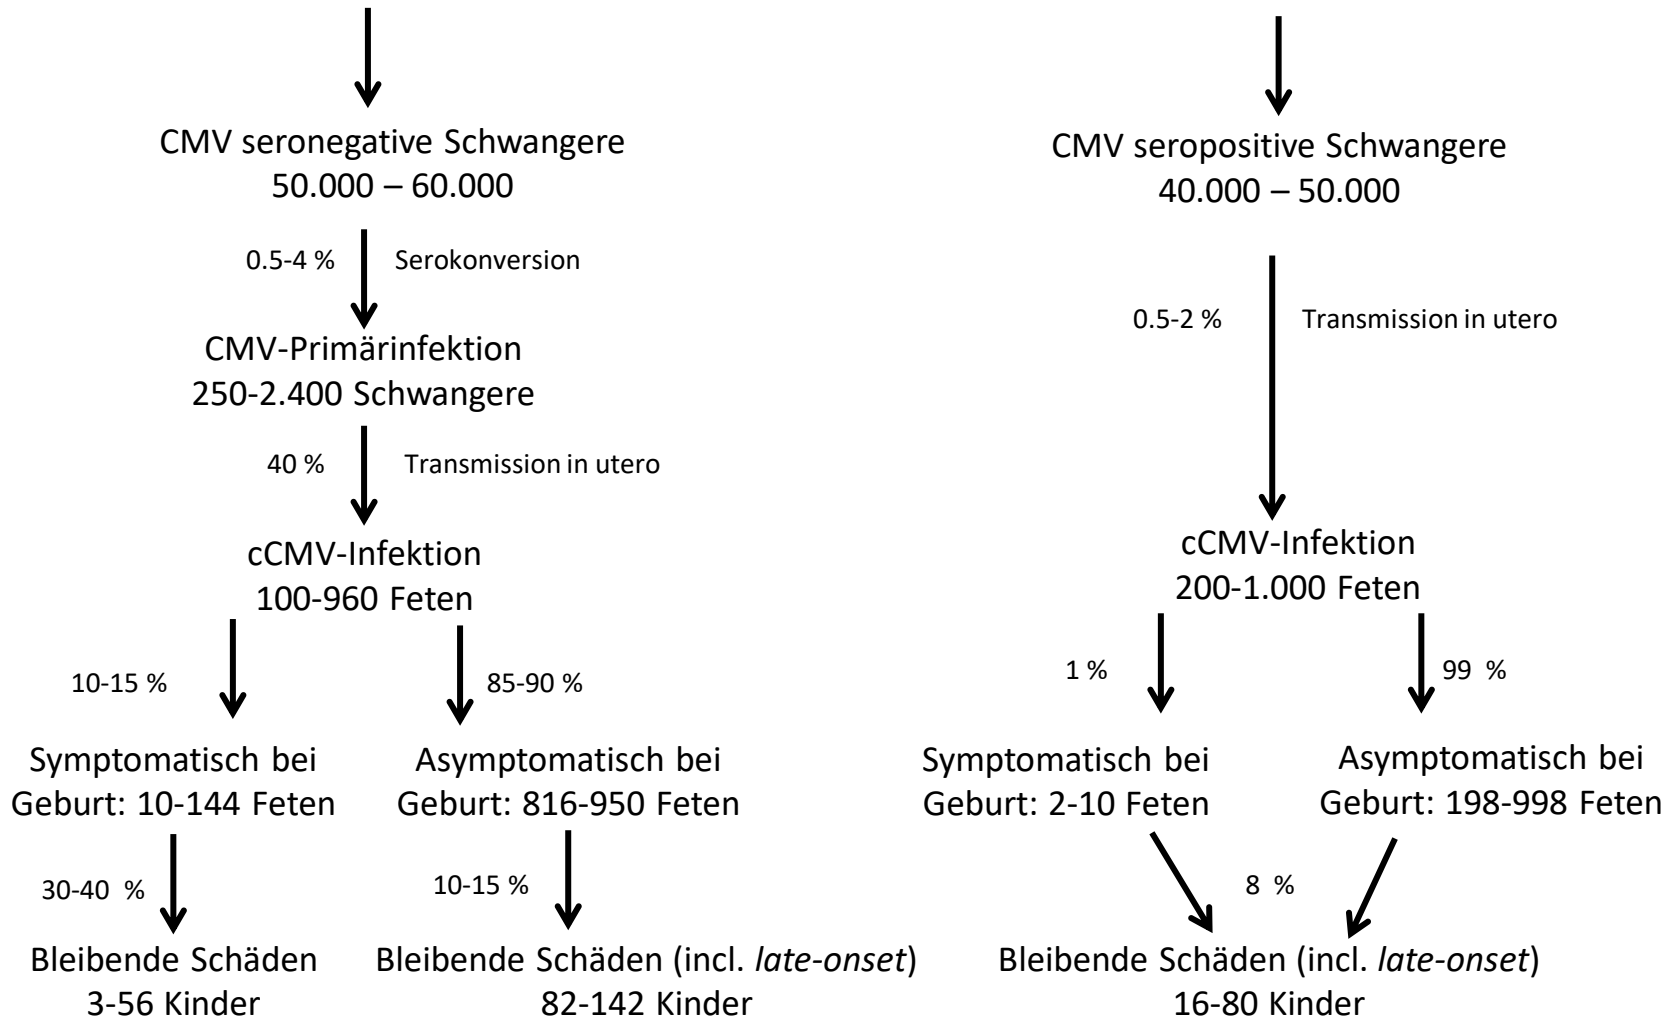 CMV seronegative Schwangere
50.000 – 60.000
0.5-4 %
Serokonversion
CMV-Primärinfektion
250-2.400 Schwangere
40 %
Transmission in utero
cCMV-Infektion
100-960 Feten
10-15 %
85-90 %
Symptomatisch bei
Geburt: 10-144 Feten
Asymptomatisch bei
Geburt: 816-950 Feten
30-40 %
10-15 %
Bleibende Schäden
3-56 Kinder
Bleibende Schäden (incl. late-onset)
82-142 Kinder
CMV seropositive Schwangere
40.000 – 50.000
0.5-2 %
Transmission in utero
cCMV-Infektion
200-1.000 Feten
1 %
99 %
Symptomatisch bei
Geburt: 2-10 Feten
Asymptomatisch bei
Geburt: 198-998 Feten
8 %
Bleibende Schäden (incl. late-onset)
16-80 Kinder